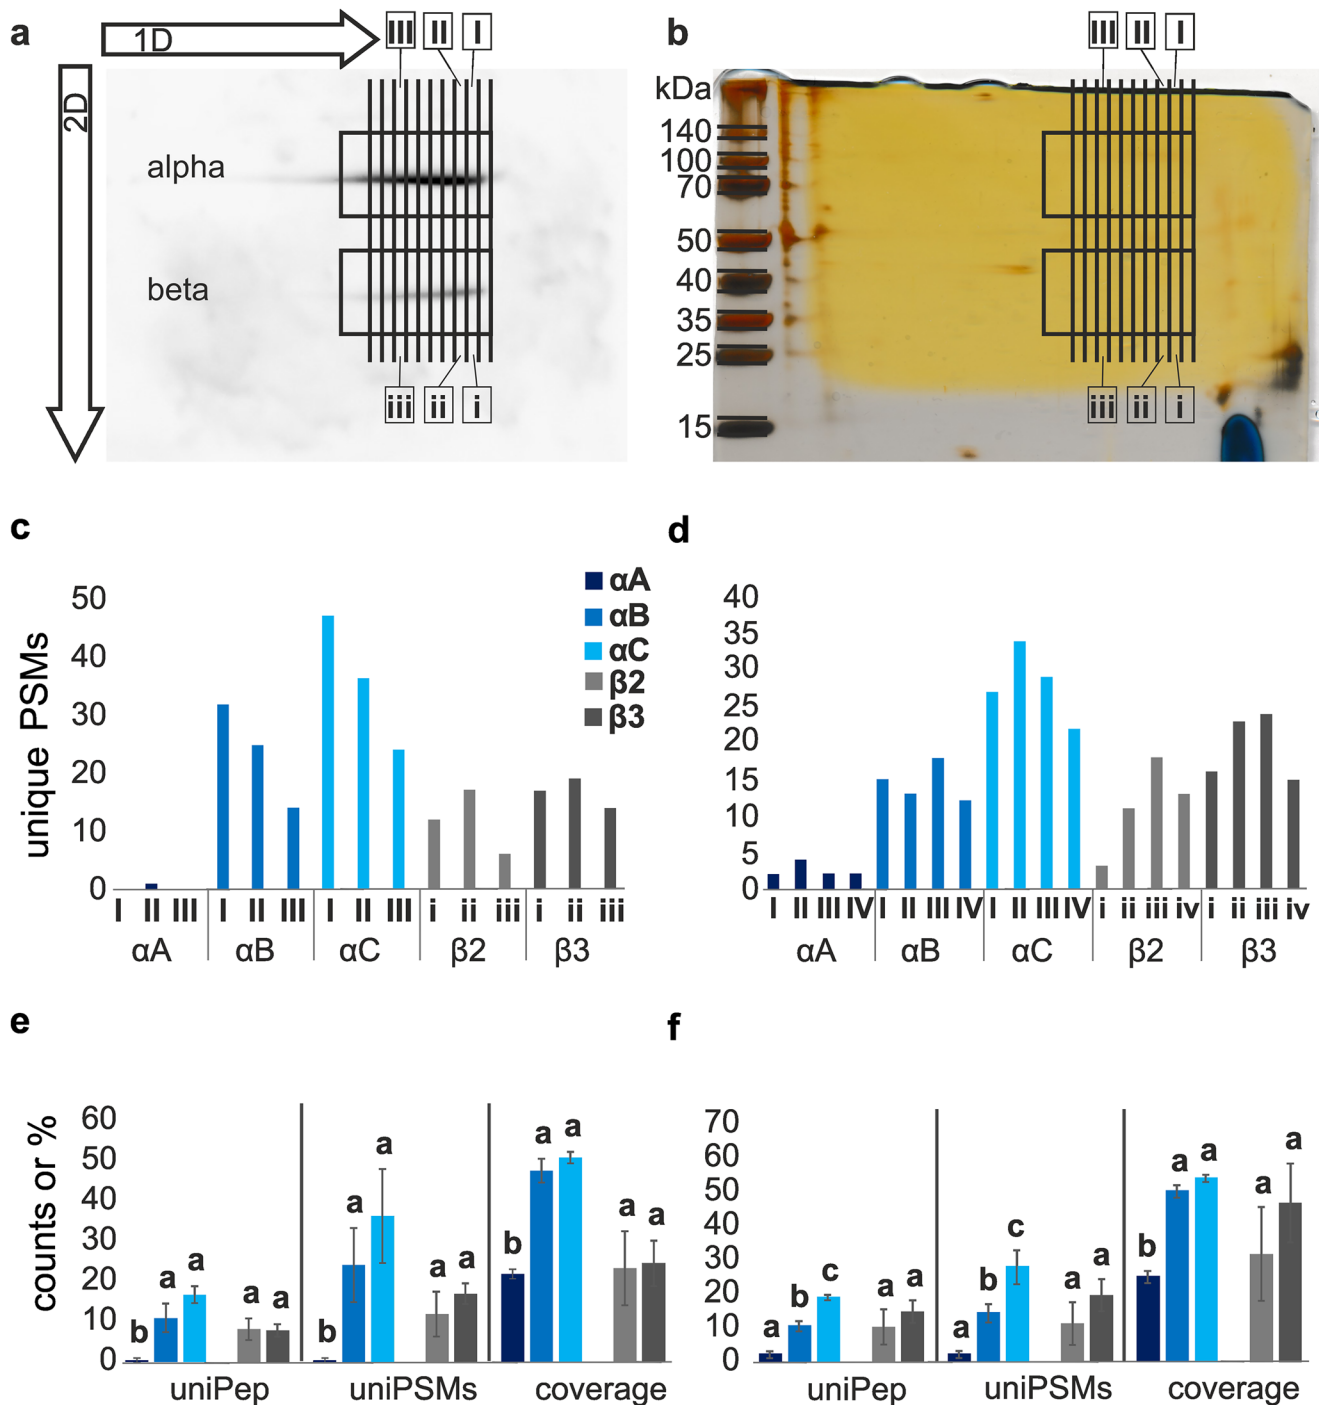 a
1D
III II I
2D
alpha
beta
iii ii i
b
III II I
kDa
140
100
70
50
40
35
25
15
iii ii i
c
unique PSMs
50
40
30
20
10
0
αA
αB
αC
β2
β3
I II III I II III I II III i ii iii i ii iii
αA αB αC β2 β3
d
40
35
30
25
20
15
10
5
0
I II III IV I II III IV I II III IV i ii iii iv i ii iii iv
αA αB αC β2 β3
e
counts or %
60
50
40
30
20
10
0
b a a a a b a a a a b a a a a
uniPep uniPSMs coverage
f
70
60
50
40
30
20
10
0
a b c a a a b c a a b a a a a
uniPep uniPSMs coverage